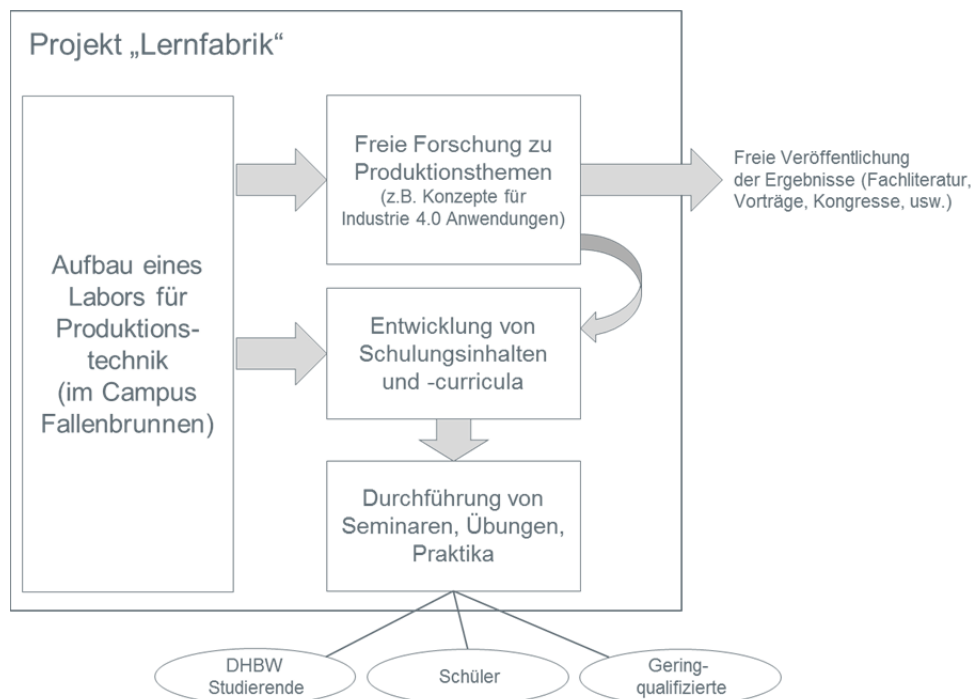 Projekt „Lernfabrik“
Aufbau eines
Labors für
Produktions-
technik
(im Campus
Fallenbrunnen)
Freie Forschung zu
Produktionsthemen
(z.B. Konzepte für
Industrie 4.0 Anwendungen)
Freie Veröffentlichung
der Ergebnisse (Fachliteratur,
Vorträge, Kongresse, usw.)
Entwicklung von
Schulungsinhalten
und -curricula
Durchführung von
Seminaren, Übungen,
Praktika
DHBW
Studierende
Schüler
Gering-
qualifizierte